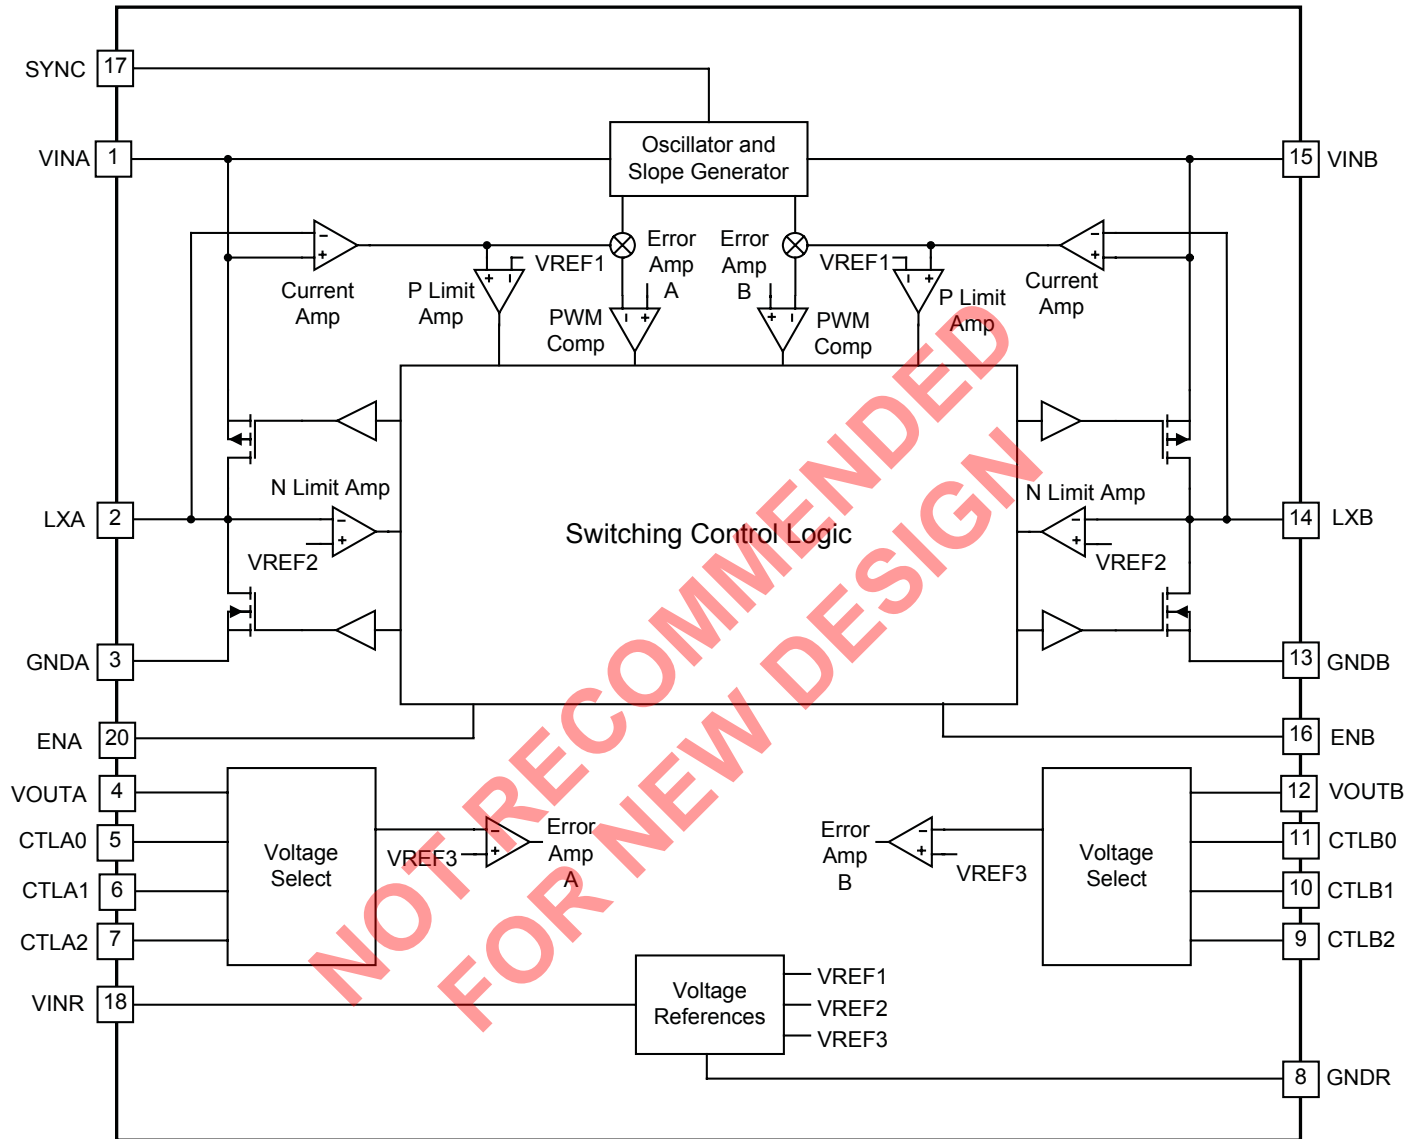 SYNC 17
VINA 1
Oscillator and
Slope Generator
15 VINB
Current
Amp
P Limit
Amp
VREF1
Error
Amp
A
PWM
Comp
Error
Amp
B
PWM
Comp
VREF1
P Limit
Amp
Current
Amp
− + + − − + + − − + − +
N Limit Amp
LXA 2
− +
VREF2
Switching Control Logic
N Limit Amp
− +
VREF2
14 LXB
GNDA 3
13 GNDB
ENA 20
16 ENB
VOUTA 4
CTLA0 5
CTLA1 6
CTLA2 7
Voltage
Select
VREF3
− +
Error
Amp
A
Error
Amp
B
− +
VREF3
Voltage
Select
12 VOUTB
11 CTLB0
10 CTLB1
9 CTLB2
VINR 18
Voltage
References
VREF1
VREF2
VREF3
8 GNDR
NOT RECOMMENDED
FOR NEW DESIGN